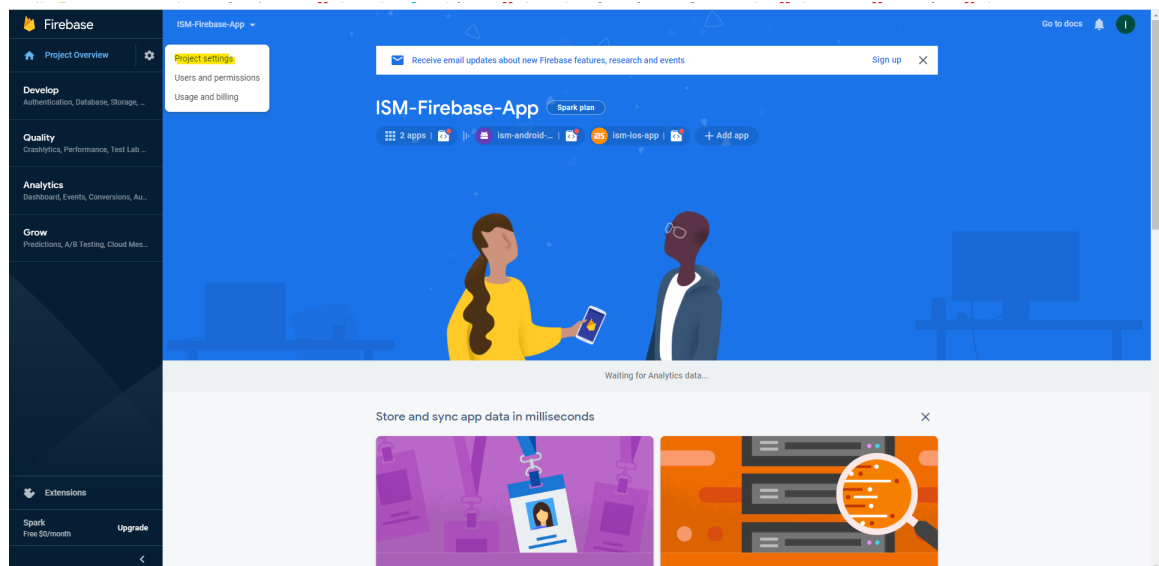 Firebase
ISM-Firebase-App
Go to docs
I
Project Overview
Project settings
Users and permissions
Usage and billing
Receive email updates about new Firebase features, research and events
Sign up
Develop
Authentication, Database, Storage, ...
ISM-Firebase-App
Spark plan
Quality
Crashlytics, Performance, Test Lab ...
2 apps
ism-android-...
iOS
ism-ios-app
+ Add app
Analytics
Dashboard, Events, Conversions, Au...
Grow
Predictions, A/B Testing, Cloud Mes...
Waiting for Analytics data...
Store and sync app data in milliseconds
Extensions
Spark
Free $0/month
Upgrade